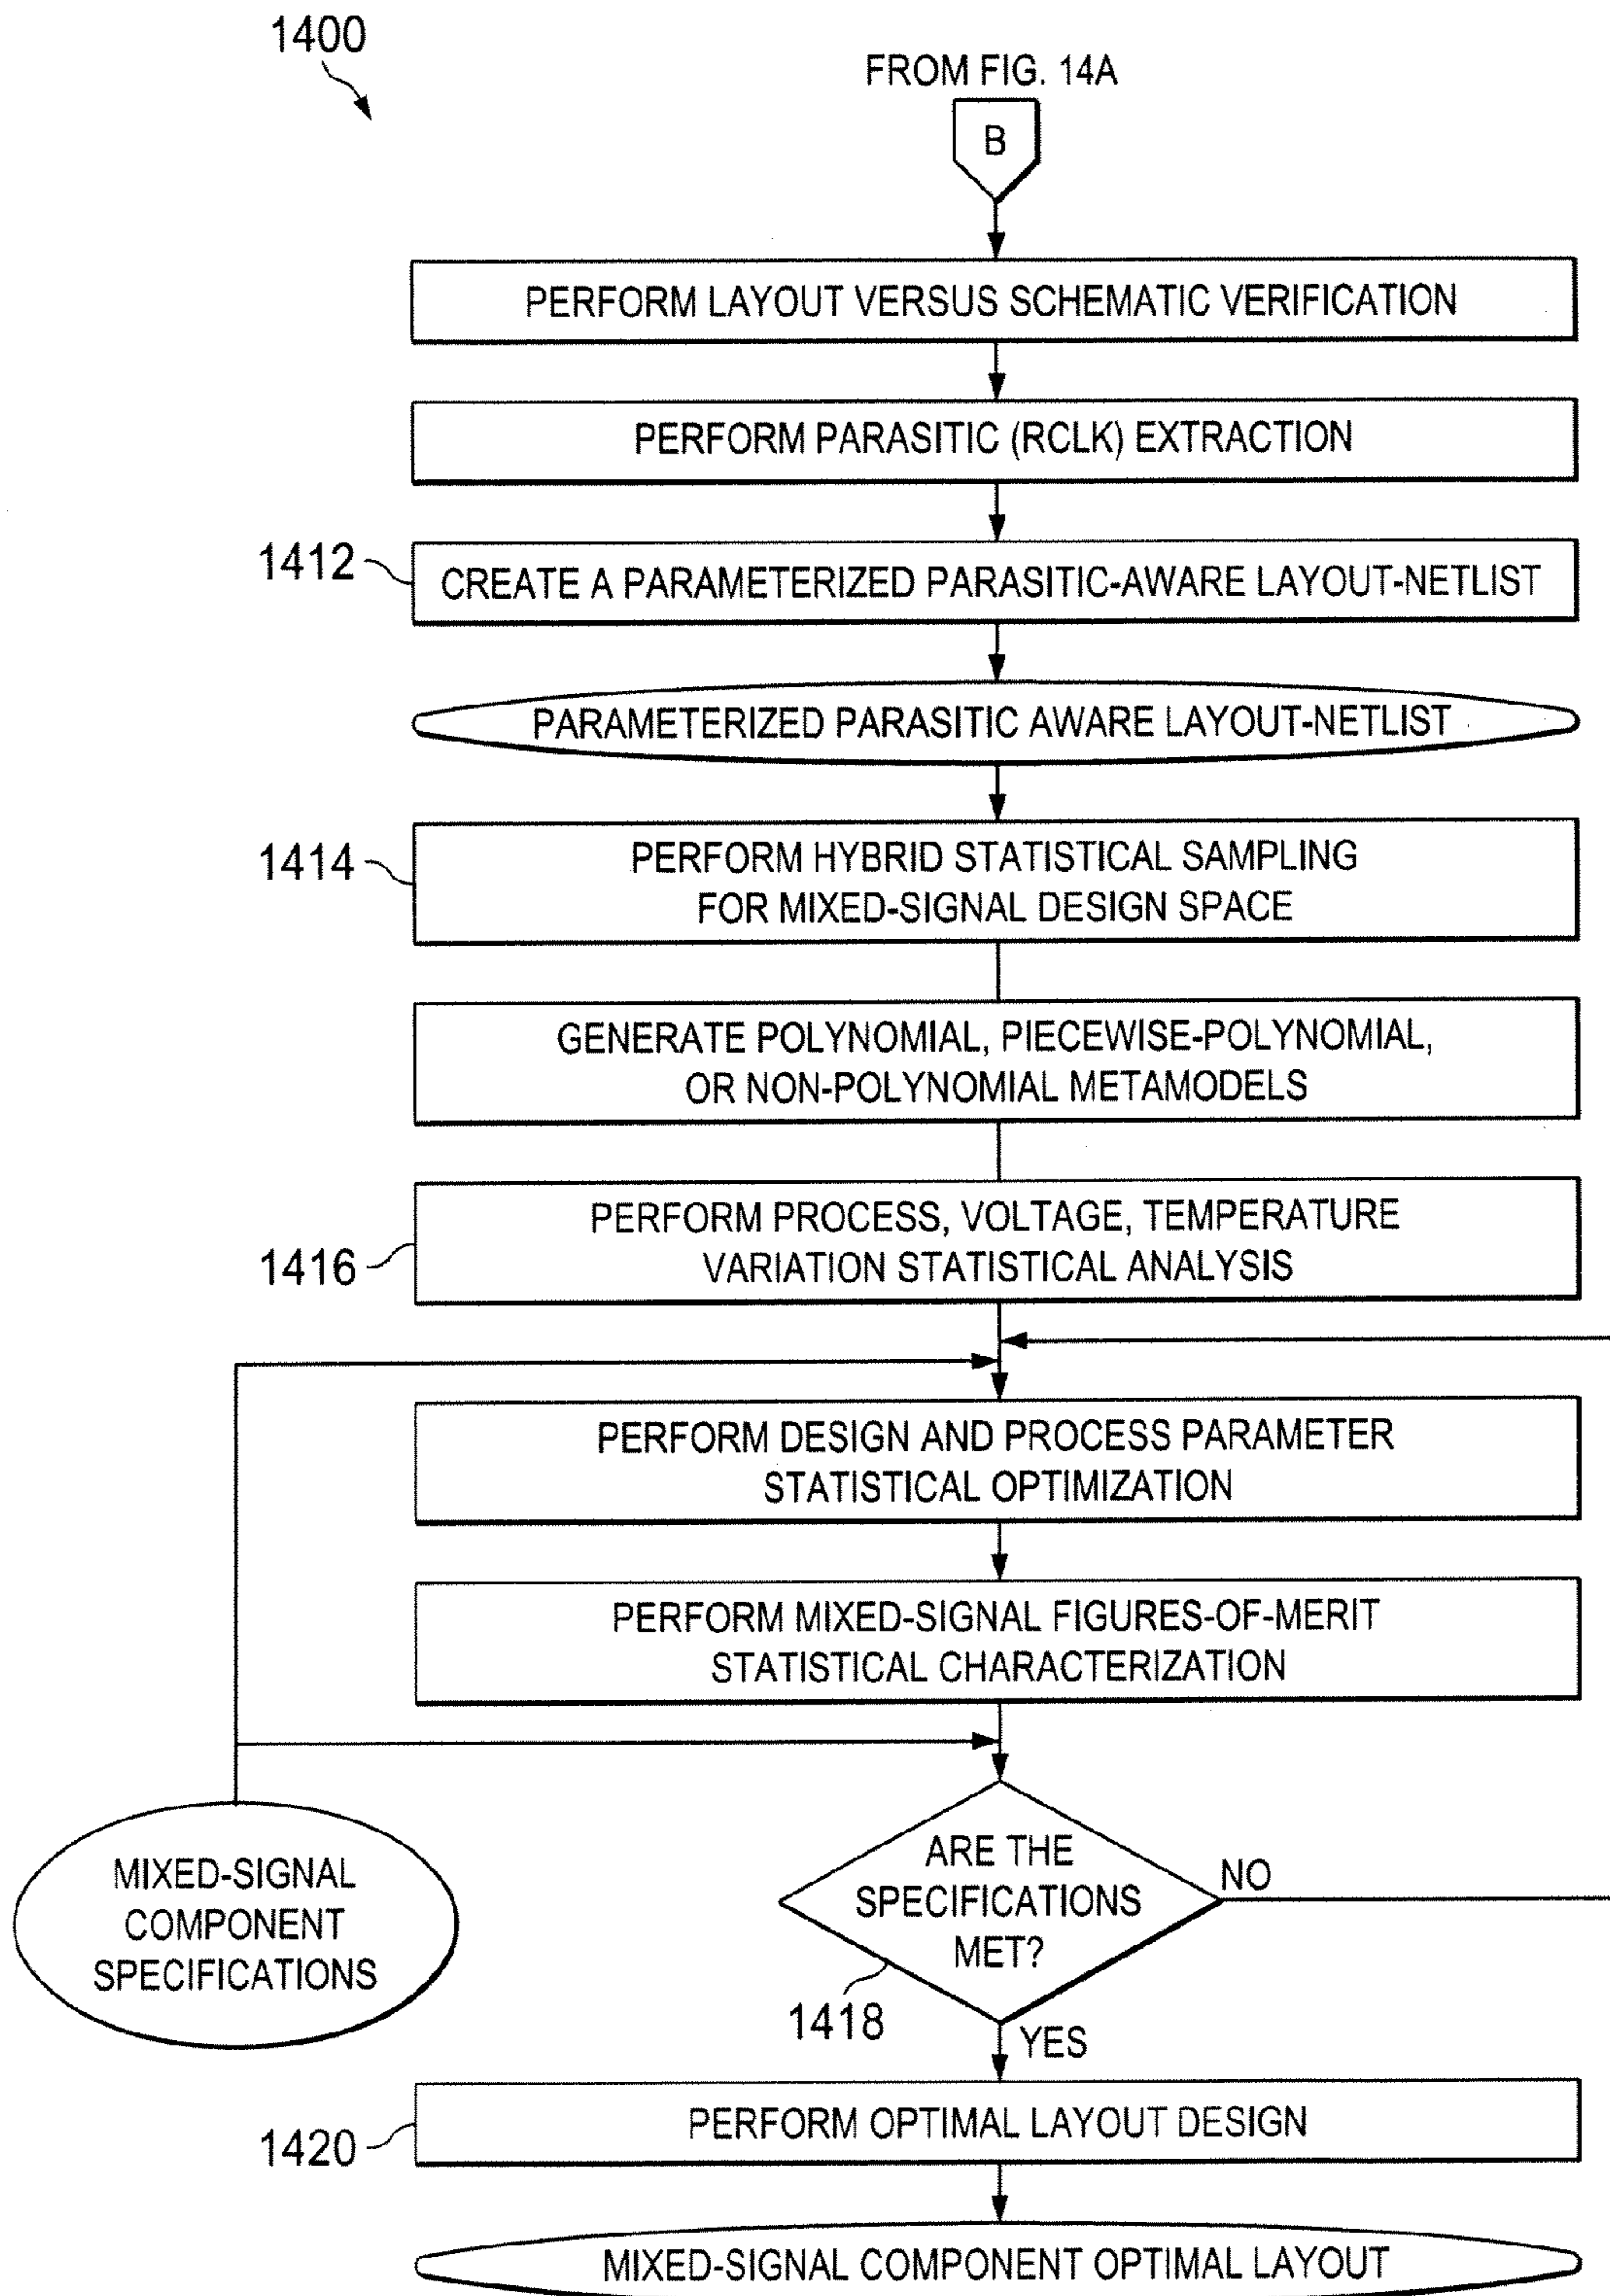 1400
FROM FIG. 14A
B
PERFORM LAYOUT VERSUS SCHEMATIC VERIFICATION
PERFORM PARASITIC (RCLK) EXTRACTION
1412
CREATE A PARAMETERIZED PARASITIC-AWARE LAYOUT-NETLIST
PARAMETERIZED PARASITIC AWARE LAYOUT-NETLIST
1414
PERFORM HYBRID STATISTICAL SAMPLING
FOR MIXED-SIGNAL DESIGN SPACE
GENERATE POLYNOMIAL, PIECEWISE-POLYNOMIAL,
OR NON-POLYNOMIAL METAMODELS
1416
PERFORM PROCESS, VOLTAGE, TEMPERATURE
VARIATION STATISTICAL ANALYSIS
PERFORM DESIGN AND PROCESS PARAMETER
STATISTICAL OPTIMIZATION
PERFORM MIXED-SIGNAL FIGURES-OF-MERIT
STATISTICAL CHARACTERIZATION
MIXED-SIGNAL
COMPONENT
SPECIFICATIONS
ARE THE
SPECIFICATIONS
MET?
NO
1418
YES
1420
PERFORM OPTIMAL LAYOUT DESIGN
MIXED-SIGNAL COMPONENT OPTIMAL LAYOUT